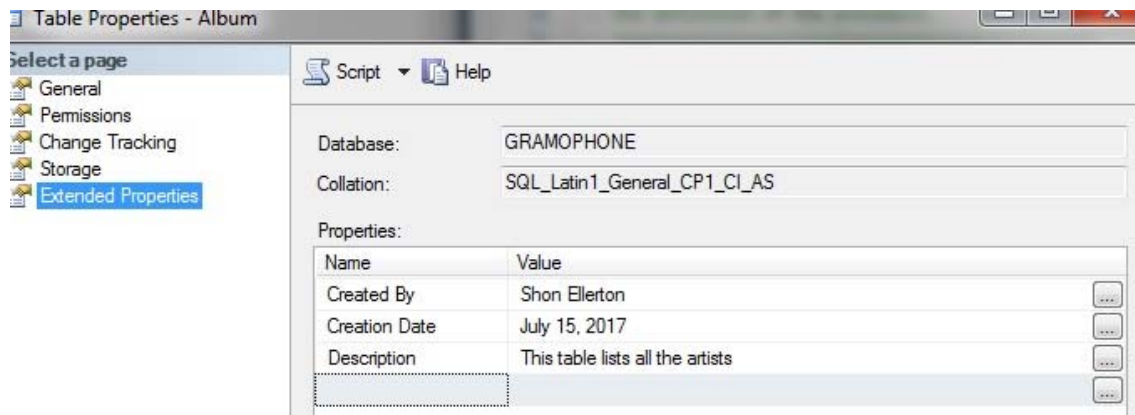 Table Properties - Album
Select a page
General
Permissions
Change Tracking
Storage
Extended Properties
Script Help
Database: GRAMOPHONE
Collation: SQL_Latin1_General_CP1_CI_AS
Properties:
Name Value
Created By Shon Ellerton ...
Creation Date July 15, 2017 ...
Description This table lists all the artists ...
...